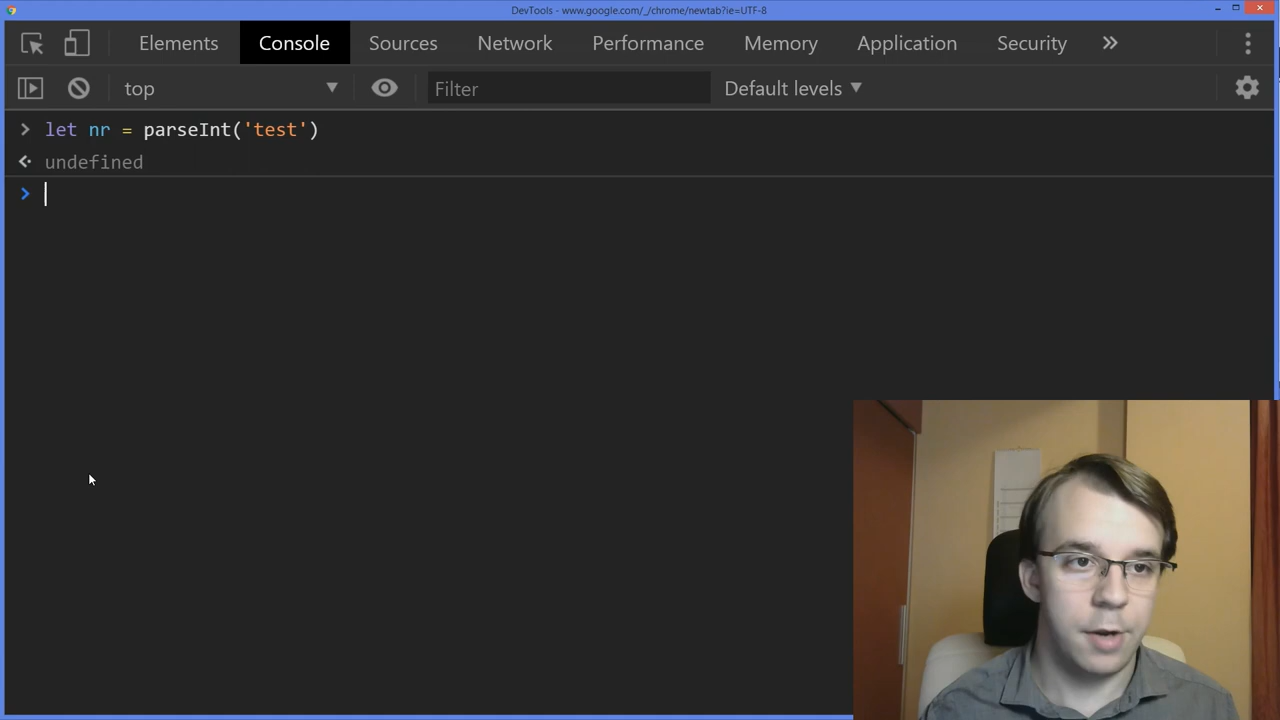 DevTools - www.google.com/_/chrome/newtab?ie=UTF-8
Elements Console Sources Network Performance Memory Application Security
top Filter Default levels
let nr = parseInt('test')
undefined